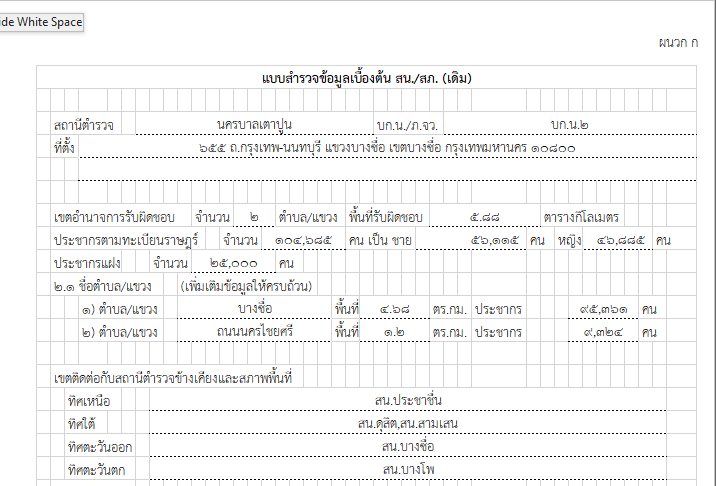 ide White Space
ผนวก ก
แบบสำรวจข้อมูลเบื้องต้น สน./สภ. (เดิม)
สถานีตำรวจ นครบาลเตาปูน บก.น./ภ.จว. บก.น.๒
ที่ตั้ง ๖๕๕ ถ.กรุงเทพ-นนทบุรี แขวงบางซื่อ เขตบางซื่อ กรุงเทพมหานคร ๑๐๘๐๐
เขตอำนาจการรับผิดชอบ จำนวน ๒ ตำบล/แขวง พื้นที่รับผิดชอบ ๕.๘๘ ตารางกิโลเมตร
ประชากรตามทะเบียนราษฎร์ จำนวน ๑๐๔,๖๘๕ คน เป็น ชาย ๕๖,๑๑๕ คน หญิง ๔๖,๘๘๕ คน
ประชากรแฝง จำนวน ๒๕,๐๐๐ คน
๒.๑ ชื่อตำบล/แขวง (เพิ่มเติมข้อมูลให้ครบถ้วน)
๑) ตำบล/แขวง บางซื่อ พื้นที่ ๔.๖๘ ตร.กม. ประชากร ๙๕,๓๖๑ คน
๒) ตำบล/แขวง ถนนนครไชยศรี พื้นที่ ๑.๒ ตร.กม. ประชากร ๙,๓๒๔ คน
เขตติดต่อกับสถานีตำรวจข้างเคียงและสภาพพื้นที่
ทิศเหนือ สน.ประชาชื่น
ทิศใต้ สน.ดุสิต,สน.สามเสน
ทิศตะวันออก สน.บางซื่อ
ทิศตะวันตก สน.บางโพ